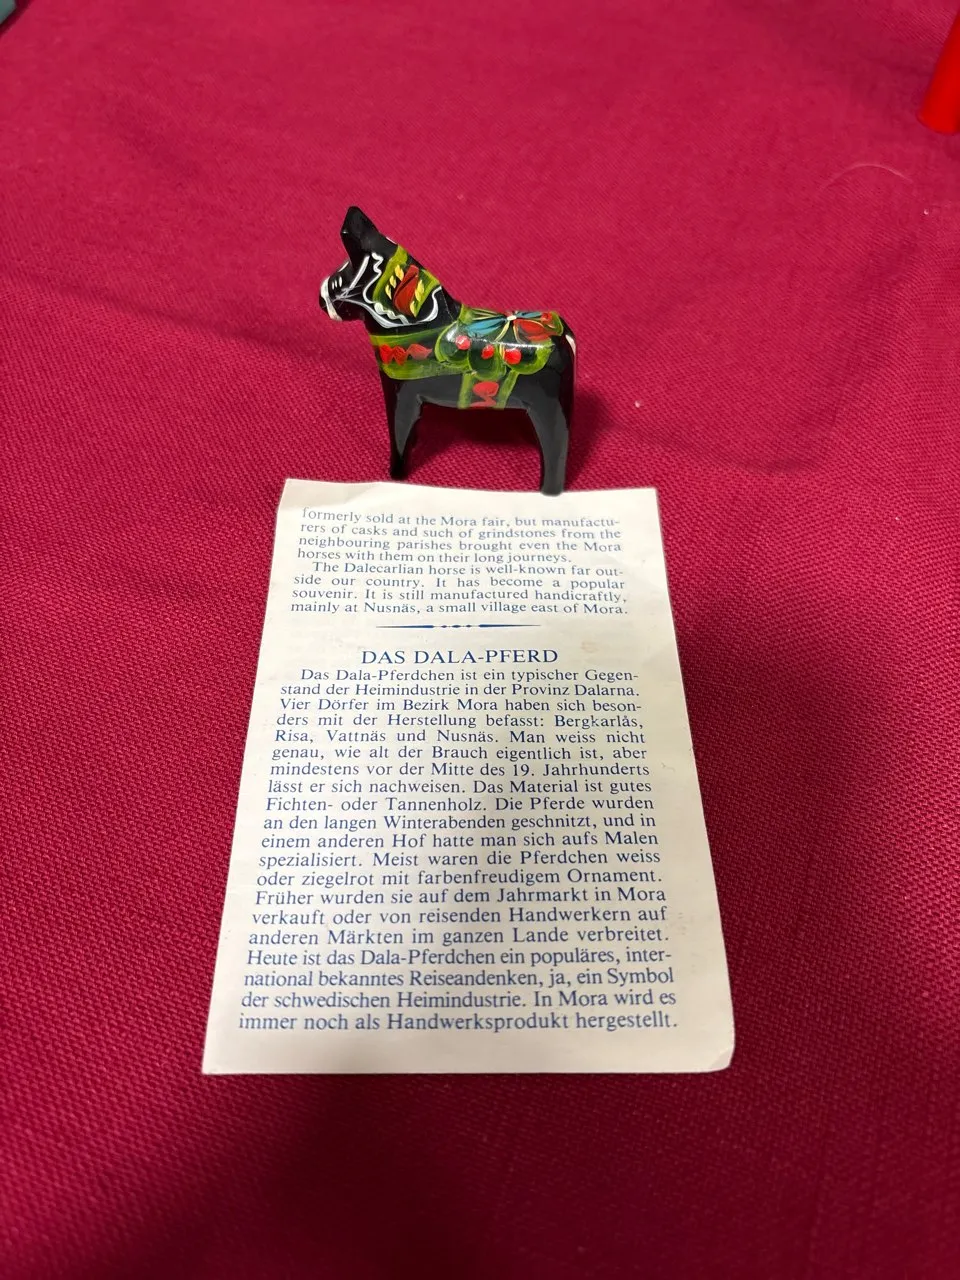 formerly sold at the Mora fair, but manufactu-
rers of casks and such of grindstones from the
neighbouring parishes brought even the Mora
horses with them on their long journeys.
The Dalecarlian horse is well-known far out-
side our country. It has become a popular
souvenir. It is still manufactured handicraftly,
mainly at Nusnäs, a small village east of Mora.
DAS DALA-PFERD
Das Dala-Pferdchen ist ein typischer Gegen-
stand der Heimindustrie in der Provinz Dalarna.
Vier Dörfer im Bezirk Mora haben sich beson-
ders mit der Herstellung befasst: Bergkarlås,
Risa, Vattnäs und Nusnäs. Man weiss nicht
genau, wie alt der Brauch eigentlich ist, aber
mindestens vor der Mitte des 19. Jahrhunderts
lässt er sich nachweisen. Das Material ist gutes
Fichten- oder Tannenholz. Die Pferde wurden
an den langen Winterabenden geschnitzt, und in
einem anderen Hof hatte man sich aufs Malen
spezialisiert. Meist waren die Pferdchen weiss
oder ziegelrot mit farbenfreudigem Ornament.
Früher wurden sie auf dem Jahrmarkt in Mora
verkauft oder von reisenden Handwerkern auf
anderen Märkten im ganzen Lande verbreitet.
Heute ist das Dala-Pferdchen ein populäres, inter-
national bekanntes Reiseandenken, ja, ein Symbol
der schwedischen Heimindustrie. In Mora wird es
immer noch als Handwerksprodukt hergestellt.